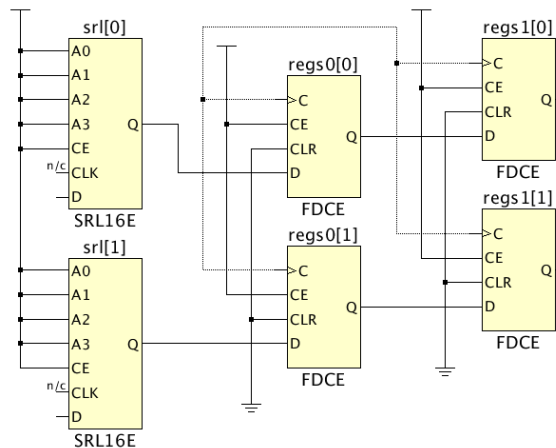 srl[0]
A0
A1
A2
A3
Q
CE
n/c
CLK
D
SRL16E
srl[1]
A0
A1
A2
A3
Q
CE
n/c
CLK
D
SRL16E
regs0[0]
C
CE
Q
CLR
D
FDCE
regs0[1]
C
CE
Q
CLR
D
FDCE
regs1[0]
C
CE
Q
CLR
D
FDCE
regs1[1]
C
CE
Q
CLR
D
FDCE